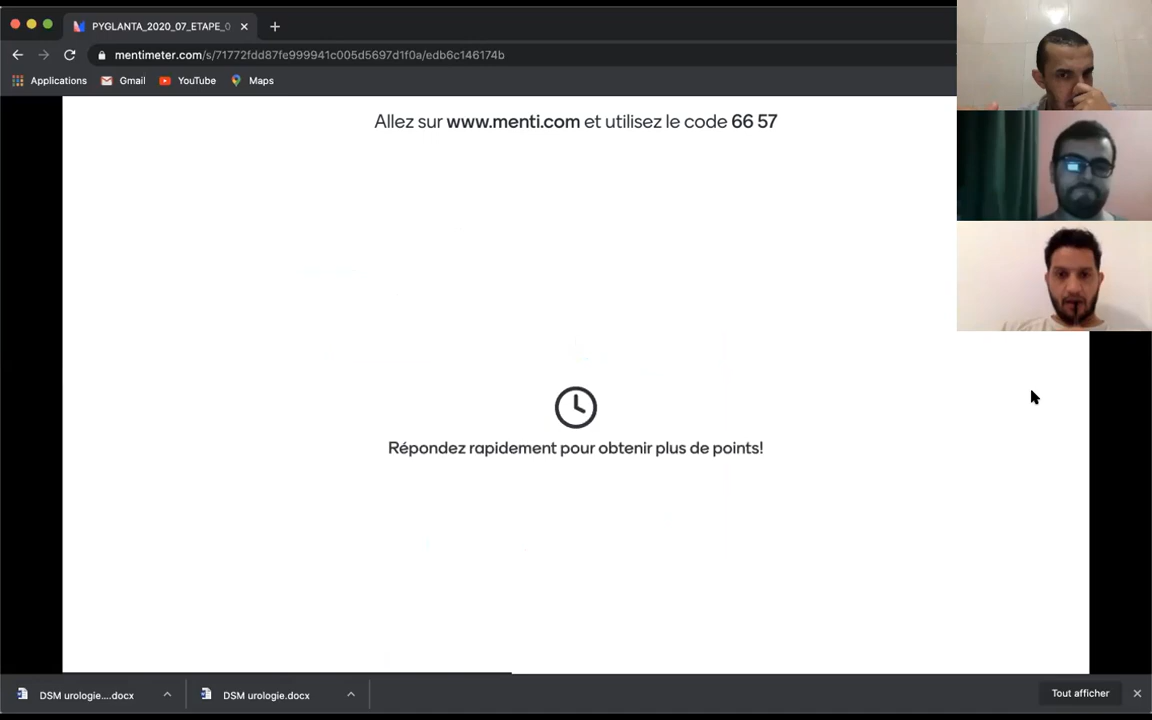 PYGLANTA_2020_07_ETAPE_0
mentimeter.com/s/71772fdd87fe999941c005d5697d1f0a/edb6c146174b
Applications
Gmail
YouTube
Maps
Allez sur www.menti.com et utilisez le code 66 57
Répondez rapidement pour obtenir plus de points!
DSM urologie....docx
DSM urologie.docx
Tout afficher